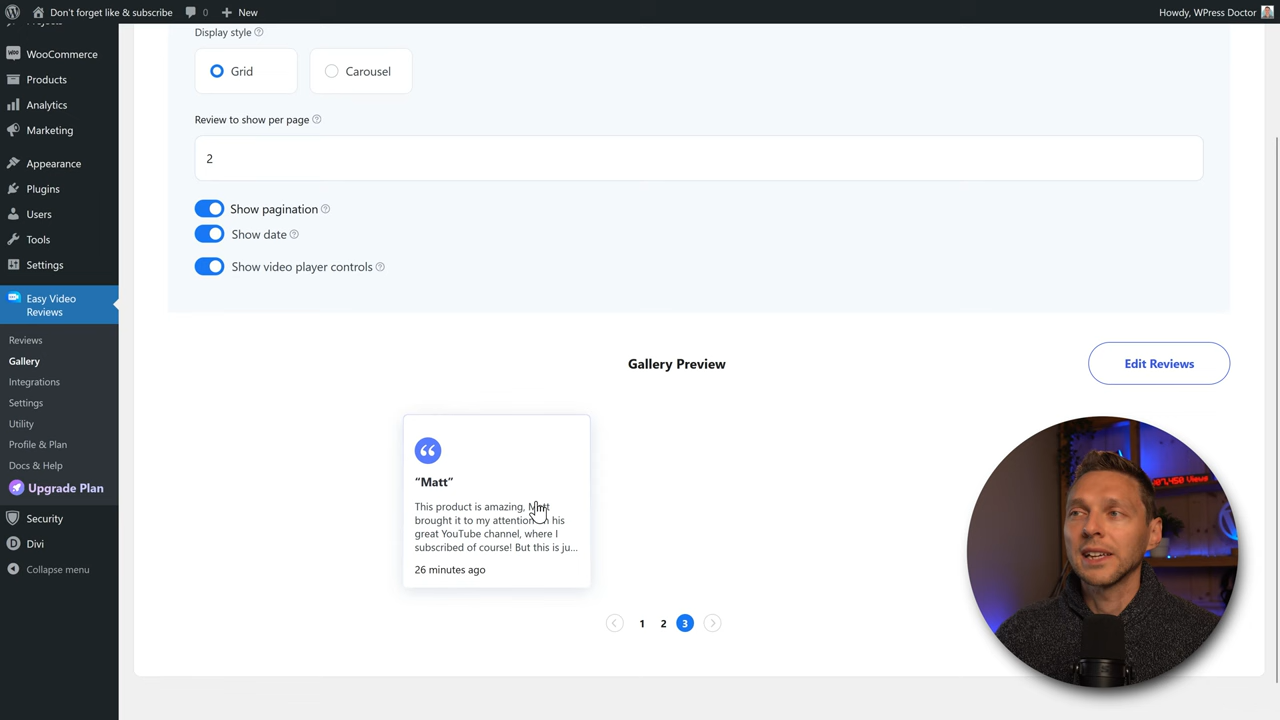 Don't forget like & subscribe
0
New
Howdy, WPress Doctor
WooCommerce
Products
Analytics
Marketing
Appearance
Plugins
Users
Tools
Settings
Easy Video
Reviews
Reviews
Gallery
Integrations
Settings
Utility
Profile & Plan
Docs & Help
Upgrade Plan
Security
Divi
Collapse menu
Display style
Grid
Carousel
Review to show per page
2
Show pagination
Show date
Show video player controls
Gallery Preview
Edit Reviews
“Matt”
This product is amazing, Matt
brought it to my attention his
great YouTube channel, where I
subscribed of course! But this is ju...
26 minutes ago
1 2 3
Views